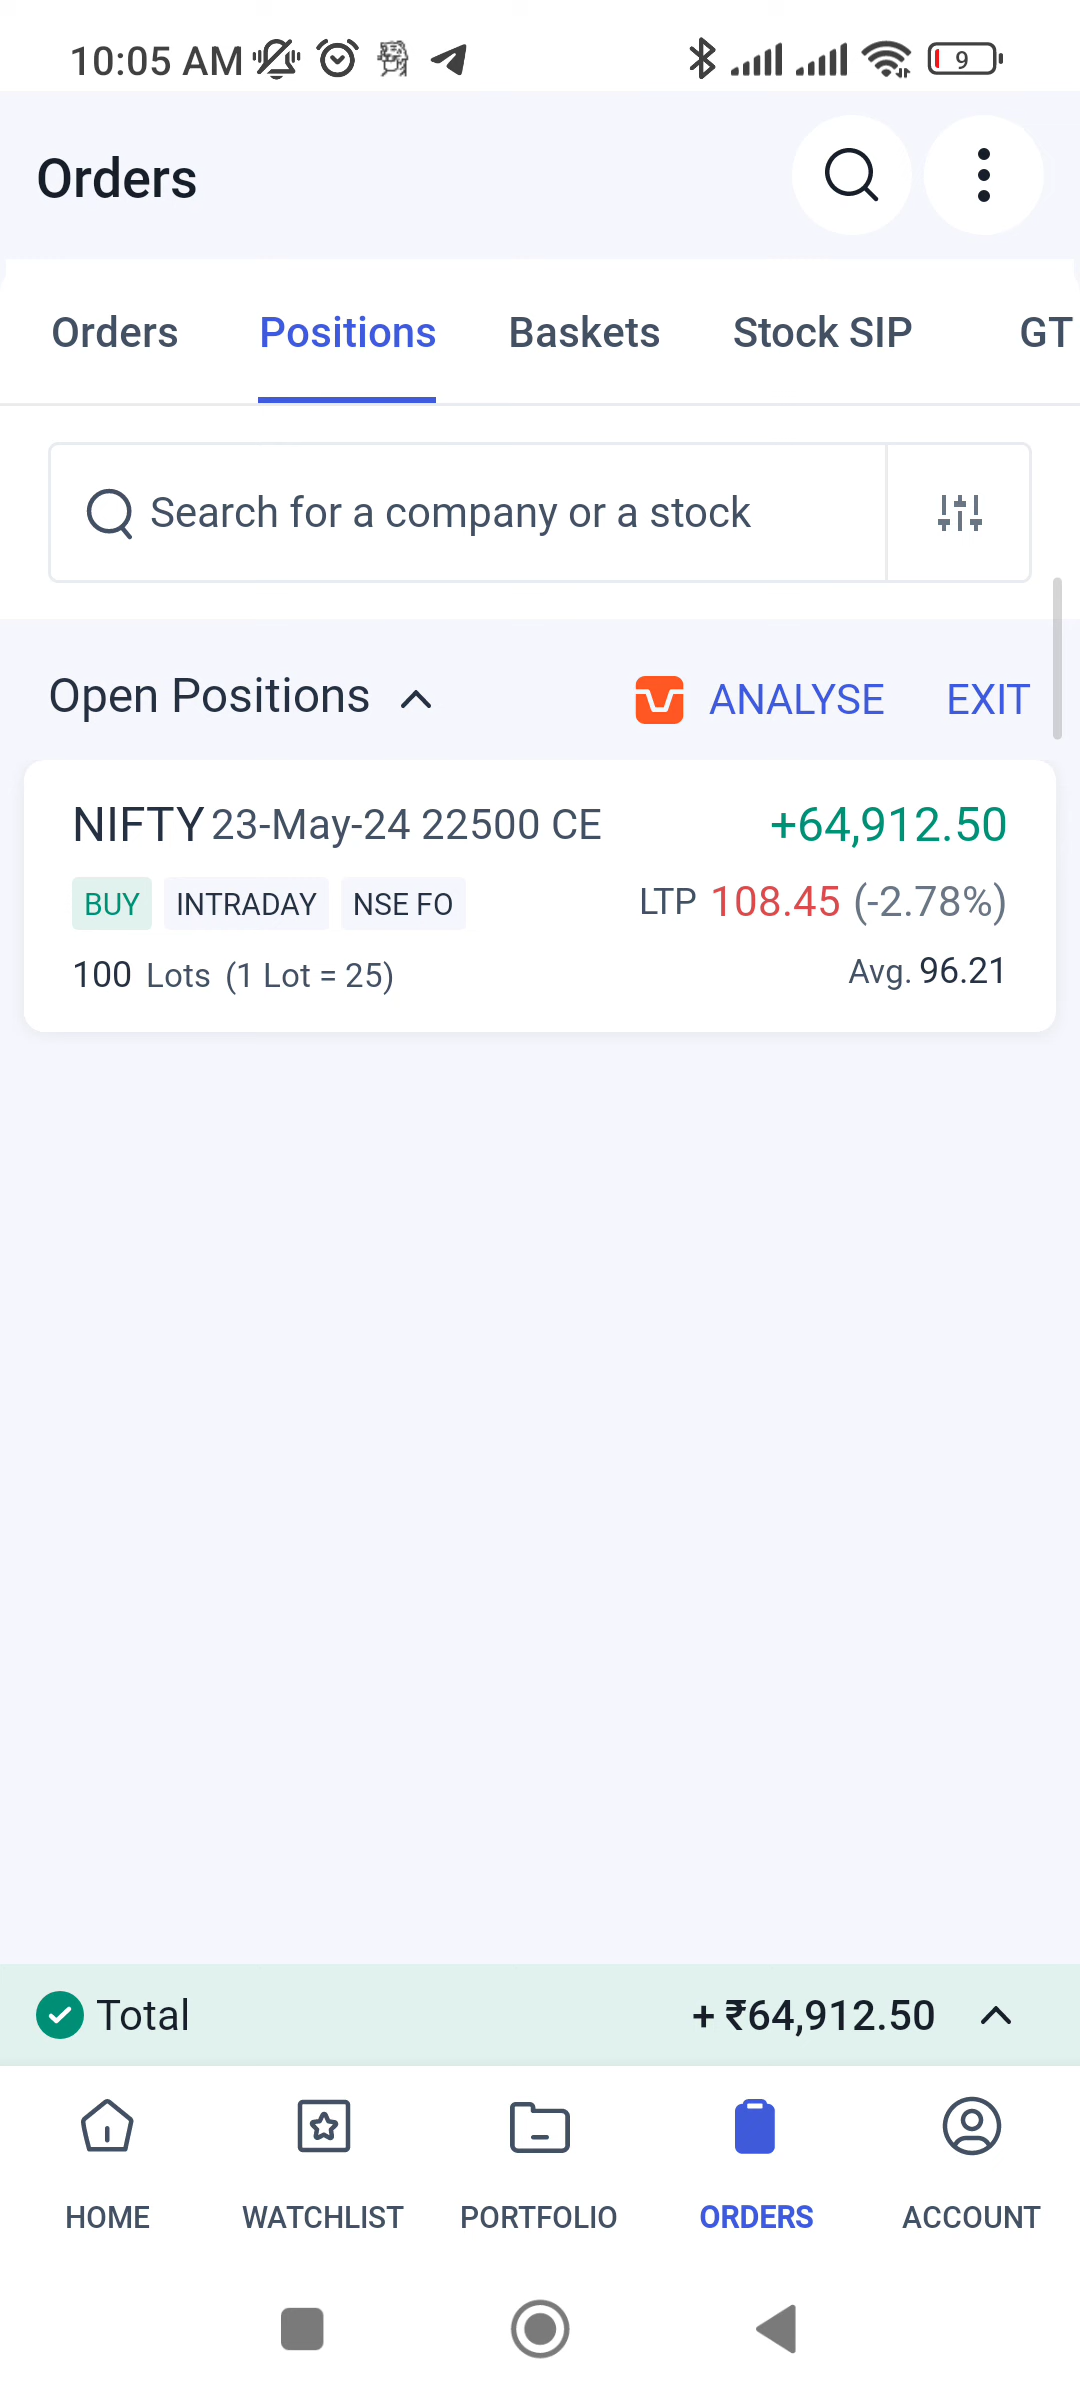 10:05 AM 9
Orders
Orders Positions Baskets Stock SIP GT
Search for a company or a stock
Open Positions ANALYSE EXIT
NIFTY 23-May-24 22500 CE +64,912.50
BUY INTRADAY NSE FO LTP 108.45 (-2.78%)
100 Lots (1 Lot = 25) Avg. 96.21
Total + ₹64,912.50
HOME WATCHLIST PORTFOLIO ORDERS ACCOUNT